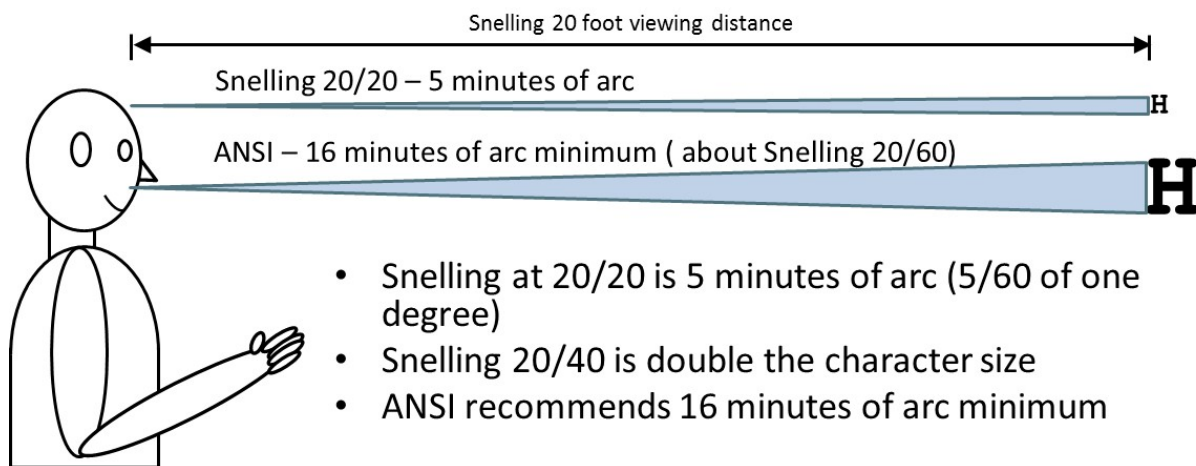 Snelling 20 foot viewing distance
Snelling 20/20 – 5 minutes of arc
H
ANSI – 16 minutes of arc minimum ( about Snelling 20/60)
H
• Snelling at 20/20 is 5 minutes of arc (5/60 of one
degree)
• Snelling 20/40 is double the character size
• ANSI recommends 16 minutes of arc minimum